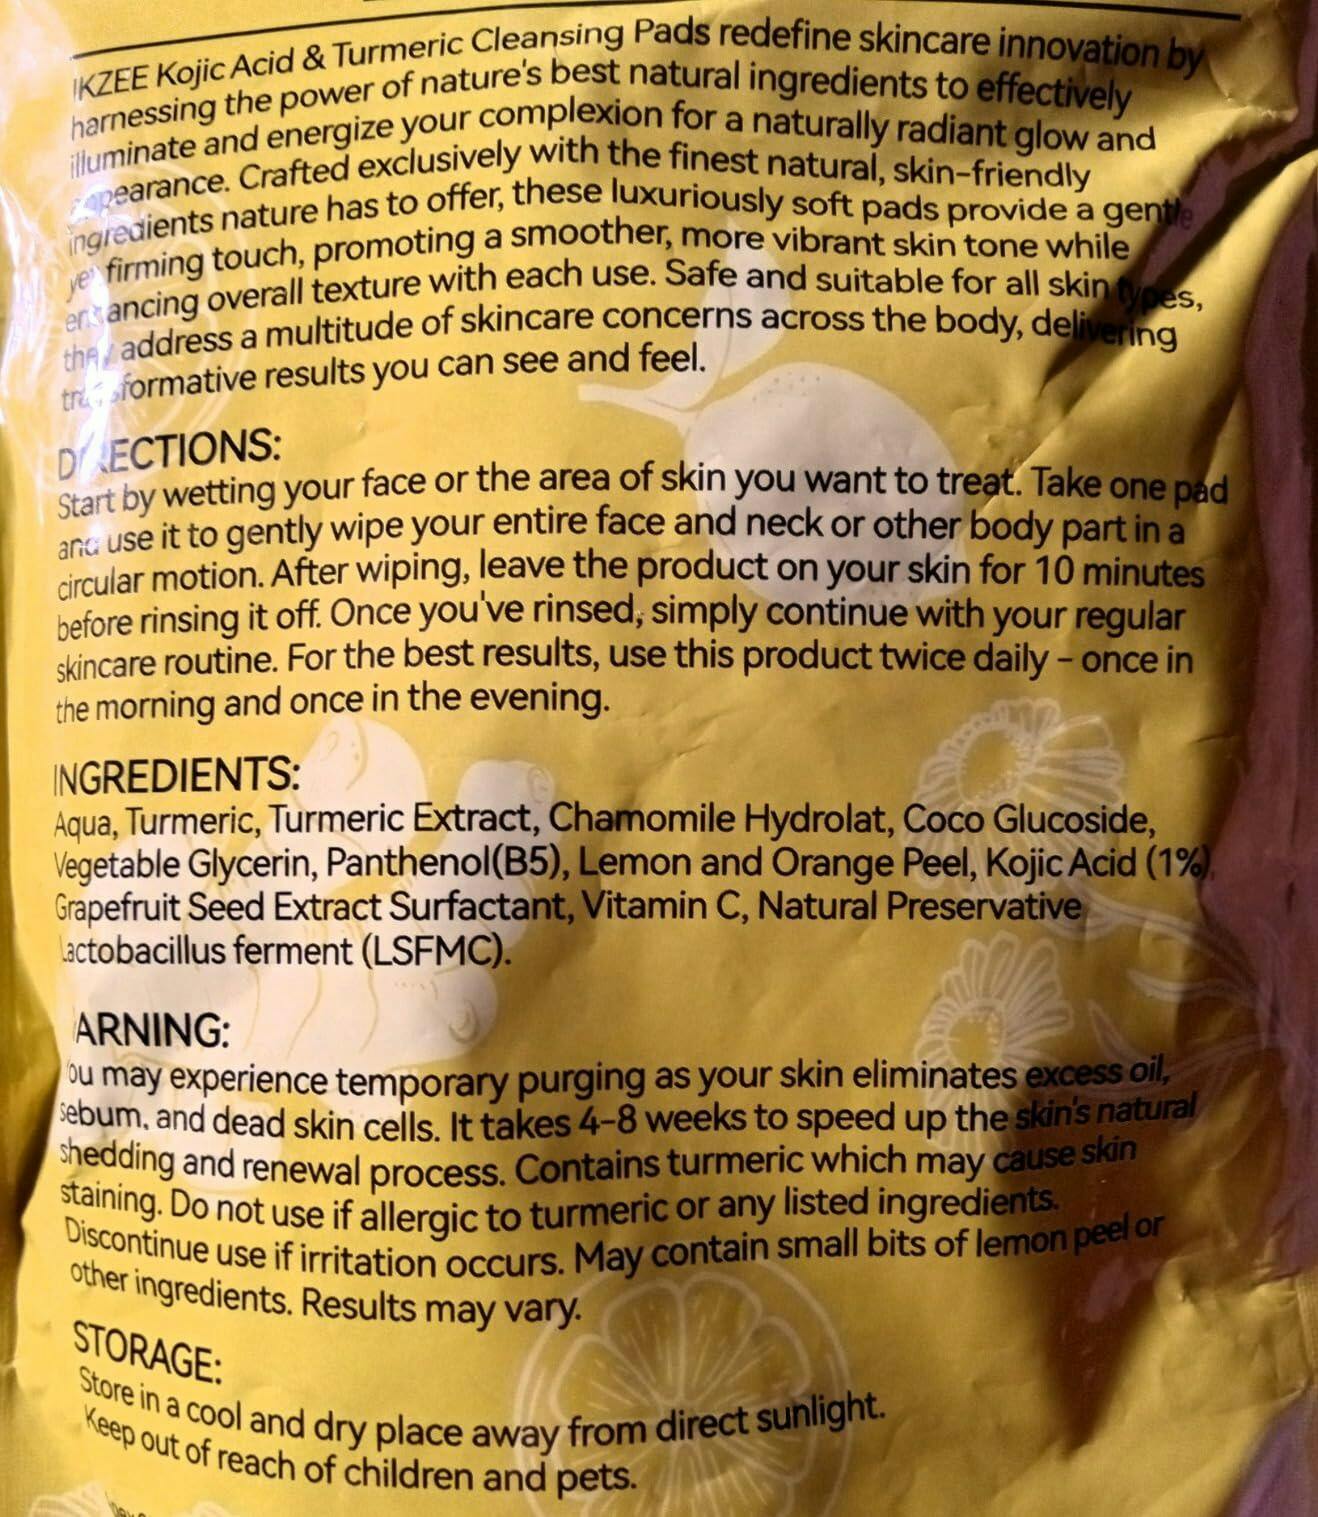 IKZEE Kojic Acid & Turmeric Cleansing Pads redefine skincare innovation by
harnessing the power of nature's best natural ingredients to effectively
illuminate and energize your complexion for a naturally radiant glow and
appearance. Crafted exclusively with the finest natural, skin-friendly
ingredients nature has to offer, these luxuriously soft pads provide a gentle
yet firming touch, promoting a smoother, more vibrant skin tone while
enhancing overall texture with each use. Safe and suitable for all skin types,
they address a multitude of skincare concerns across the body, delivering
transformative results you can see and feel.
DIRECTIONS:
Start by wetting your face or the area of skin you want to treat. Take one pad
and use it to gently wipe your entire face and neck or other body part in a
circular motion. After wiping, leave the product on your skin for 10 minutes
before rinsing it off. Once you've rinsed, simply continue with your regular
skincare routine. For the best results, use this product twice daily – once in
the morning and once in the evening.
INGREDIENTS:
Aqua, Turmeric, Turmeric Extract, Chamomile Hydrolat, Coco Glucoside,
Vegetable Glycerin, Panthenol(B5), Lemon and Orange Peel, Kojic Acid (1%),
Grapefruit Seed Extract Surfactant, Vitamin C, Natural Preservative
Lactobacillus ferment (LSFMC).
WARNING:
You may experience temporary purging as your skin eliminates excess oil,
sebum, and dead skin cells. It takes 4-8 weeks to speed up the skin's natural
shedding and renewal process. Contains turmeric which may cause skin
staining. Do not use if allergic to turmeric or any listed ingredients.
Discontinue use if irritation occurs. May contain small bits of lemon peel or
other ingredients. Results may vary.
STORAGE:
Store in a cool and dry place away from direct sunlight.
Keep out of reach of children and pets.